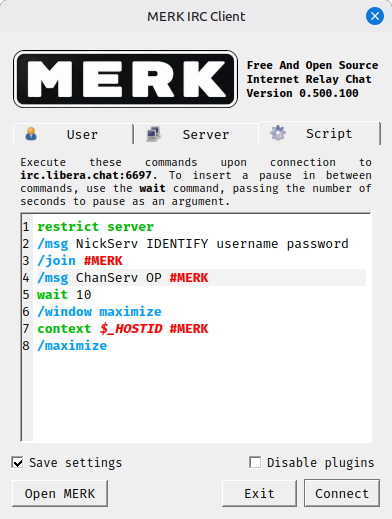 MERK IRC Client
MERK
Free And Open Source
Internet Relay Chat
Version 0.500.100
User
Server
Script
Execute these commands upon connection to
irc.libera.chat:6697. To insert a pause in between
commands, use the wait command, passing the number of
seconds to pause as an argument.
1 restrict server
2 /msg NickServ IDENTIFY username password
3 /join #MERK
4 /msg ChanServ OP #MERK
5 wait 10
6 /window maximize
7 context $_HOSTID #MERK
8 /maximize
Save settings
Disable plugins
Open MERK
Exit
Connect